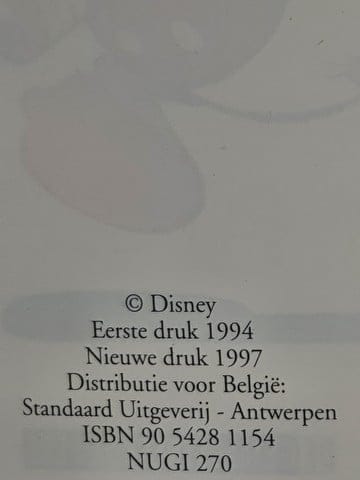 © Disney
Eerste druk 1994
Nieuwe druk 1997
Distributie voor België:
Standaard Uitgeverij - Antwerpen
ISBN 90 5428 1154
NUGI 270